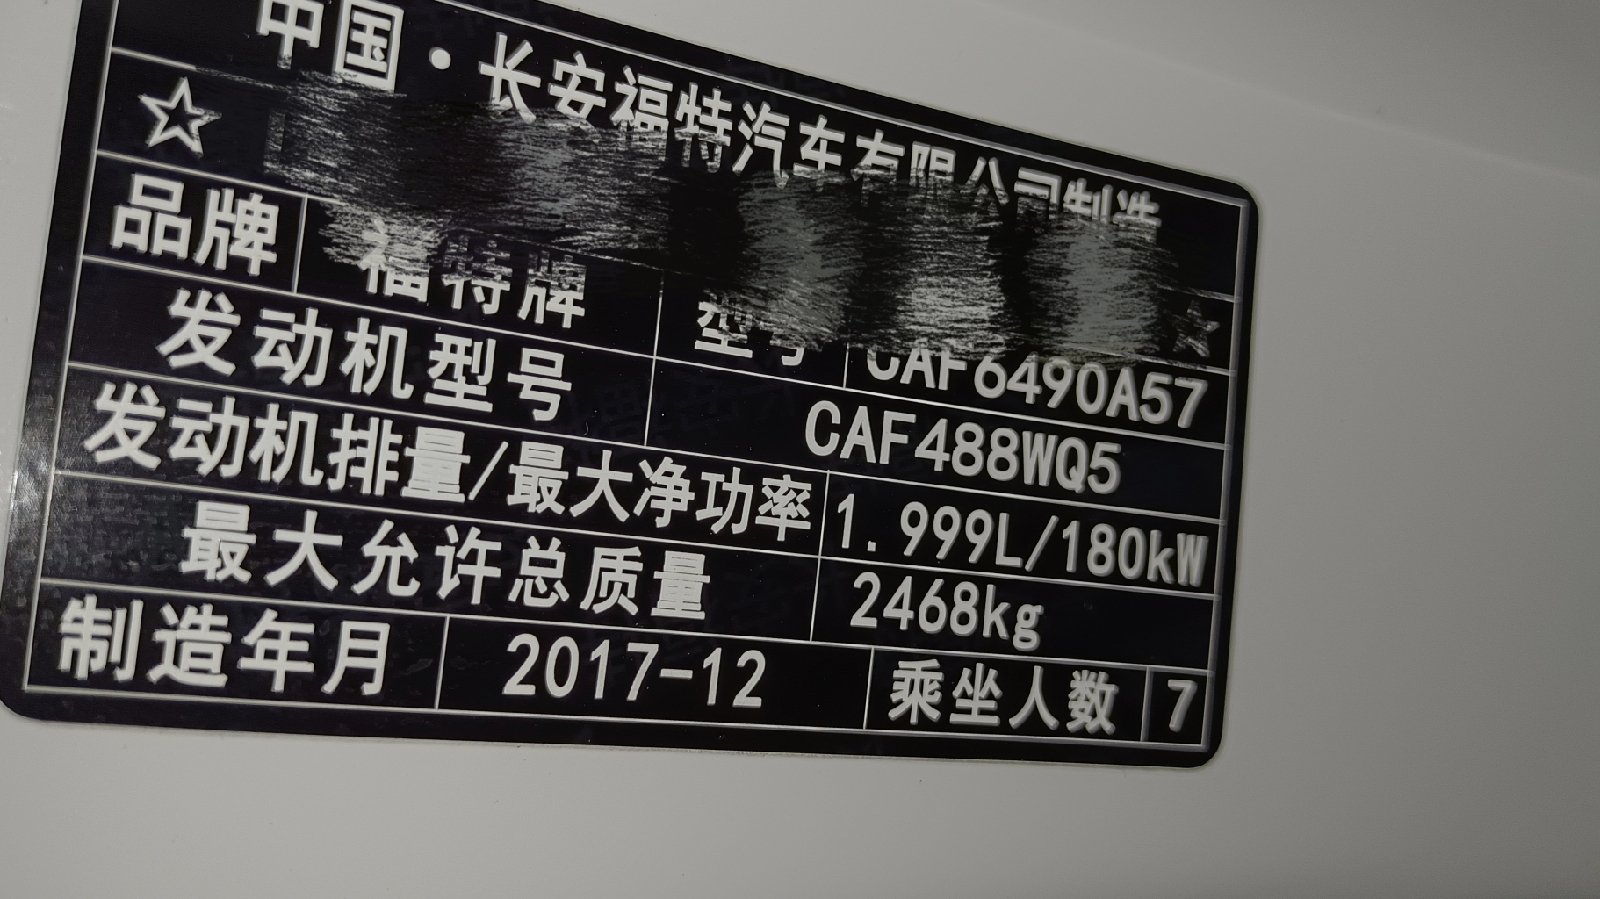 中国·长安福特汽车有限公司制造
☆ ☆
品牌 福特牌 型号 CAF6490A57
发动机型号 CAF488WQ5
发动机排量/最大净功率 1.999L/180kW
最大允许总质量 2468kg
制造年月 2017-12 乘坐人数 7